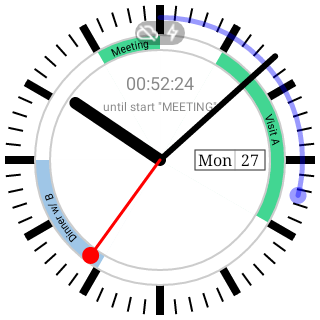 Meeting
00:52:24
until start "MEETING"
Visit A
Mon 27
Dinner w/ B